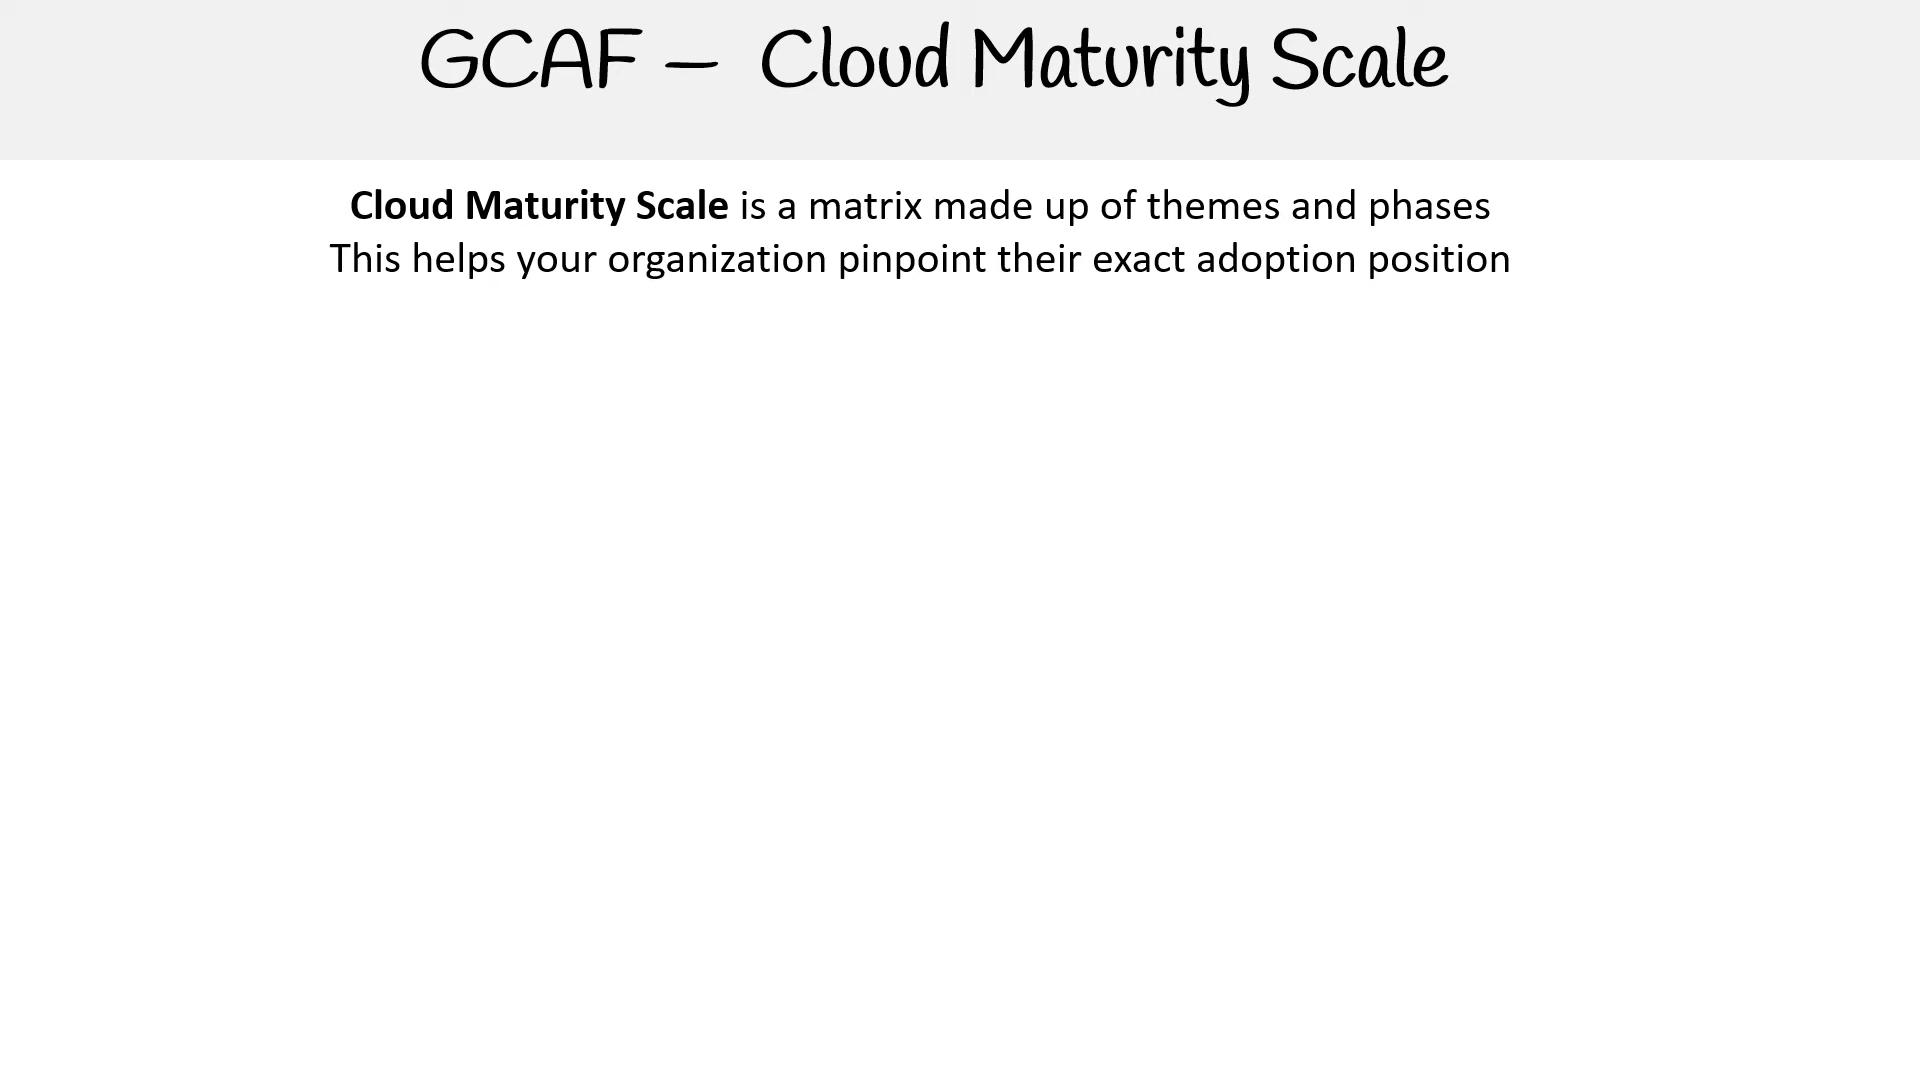 GCAF – Cloud Maturity Scale
Cloud Maturity Scale is a matrix made up of themes and phases
This helps your organization pinpoint their exact adoption position